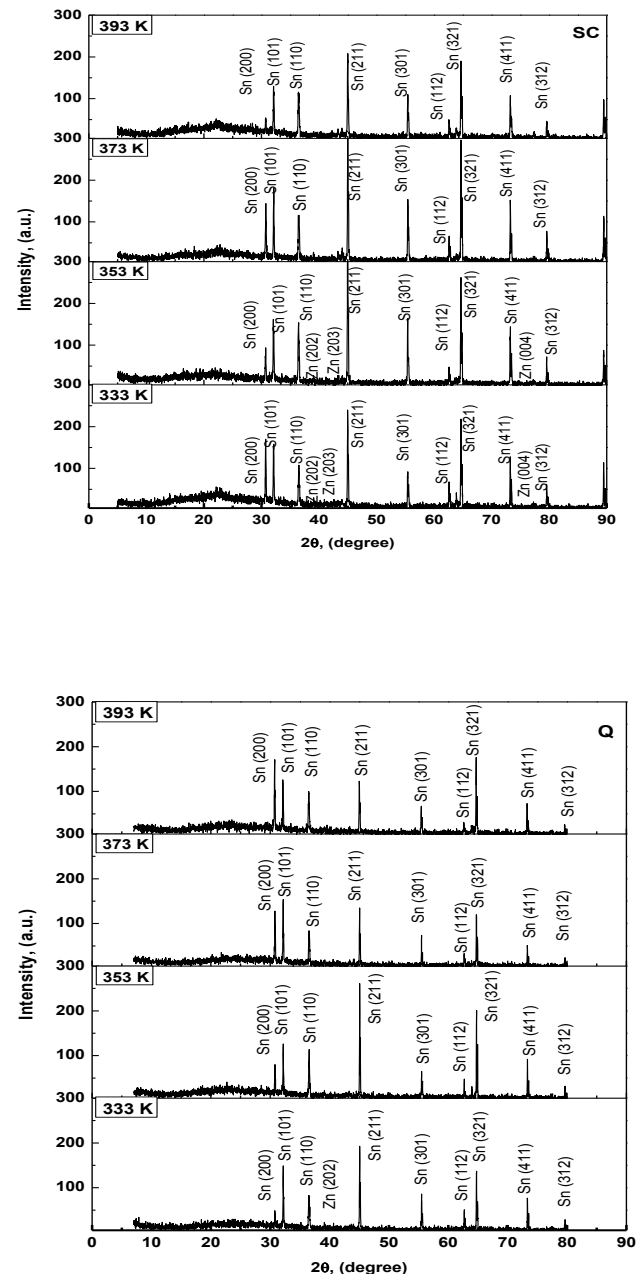 300
393 K
SC
Sn (200)
Sn (101)
Sn (110)
Sn (211)
Sn (301)
Sn (112)
Sn (321)
Sn (411)
Sn (312)
200
100
300
373 K
Sn (200)
Sn (101)
Sn (110)
Sn (211)
Sn (301)
Sn (112)
Sn (321)
Sn (411)
Sn (312)
200
100
Intensity, (a.u.)
300
353 K
Sn (200)
Sn (101)
Sn (110)
Zn (202)
Zn (203)
Sn (211)
Sn (301)
Sn (112)
Sn (321)
Sn (411)
Zn (004)
Sn (312)
200
100
300
333 K
Sn (200)
Sn (101)
Sn (110)
Zn (202)
Zn (203)
Sn (211)
Sn (301)
Sn (112)
Sn (321)
Sn (411)
Zn (004)
Sn (312)
200
100
0 10 20 30 40 50 60 70 80 90
2θ, (degree)
300
393 K
Q
Sn (200)
Sn (101)
Sn (110)
Sn (211)
Sn (301)
Sn (112)
Sn (321)
Sn (411)
Sn (312)
200
100
300
373 K
Sn (200)
Sn (101)
Sn (110)
Sn (211)
Sn (301)
Sn (112)
Sn (321)
Sn (411)
Sn (312)
200
100
Intensity, (a.u.)
300
353 K
Sn (200)
Sn (101)
Sn (110)
Sn (211)
Sn (301)
Sn (112)
Sn (321)
Sn (411)
Sn (312)
200
100
300
333 K
Sn (200)
Sn (101)
Sn (110)
Zn (202)
Sn (211)
Sn (301)
Sn (112)
Sn (321)
Sn (411)
Sn (312)
200
100
0 10 20 30 40 50 60 70 80 90
2θ, (degree)